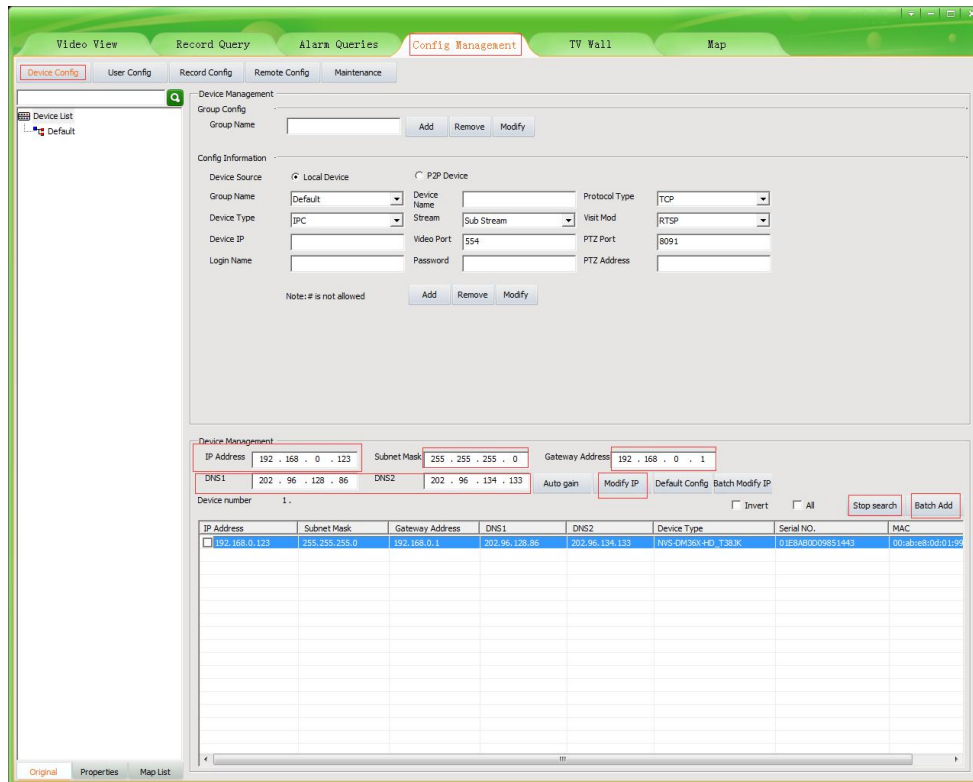 Video View Record Query Alarm Queries Config Management TV Wall Map
Device Config User Config Record Config Remote Config Maintenance
Device List
Default
Device Management
Group Config
Group Name Add Remove Modify
Config Information
Device Source Local Device P2P Device
Group Name Default Device Name Protocol Type TCP
Device Type IPC Stream Sub Stream Visit Mod RTSP
Device IP Video Port 554 PTZ Port 8091
Login Name Password PTZ Address
Note:# is not allowed Add Remove Modify
Device Management
IP Address 192 . 168 . 0 . 123 Subnet Mask 255 . 255 . 255 . 0 Gateway Address 192 . 168 . 0 . 1
DNS1 202 . 96 . 128 . 86 DNS2 202 . 96 . 134 . 133 Auto gain Modify IP Default Config Batch Modify IP
Device number 1 . Invert All Stop search Batch Add
IP Address Subnet Mask Gateway Address DNS1 DNS2 Device Type Serial NO. MAC
192.168.0.123 255.255.255.0 192.168.0.1 202.96.128.86 202.96.134.133 NVS-DM36X-HD_T38JK 01E8AB0D09851443 00:ab:e8:0d:01:99
Original Properties Map List